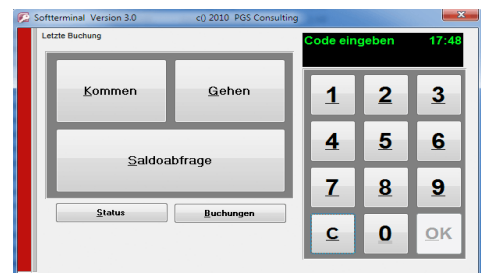 Softterminal Version 3.0 c() 2010 PGS Consulting
Letzte Buchung
Code eingeben 17:48
Kommen Gehen
Saldoabfrage
Status Buchungen
1 2 3
4 5 6
7 8 9
C 0 OK